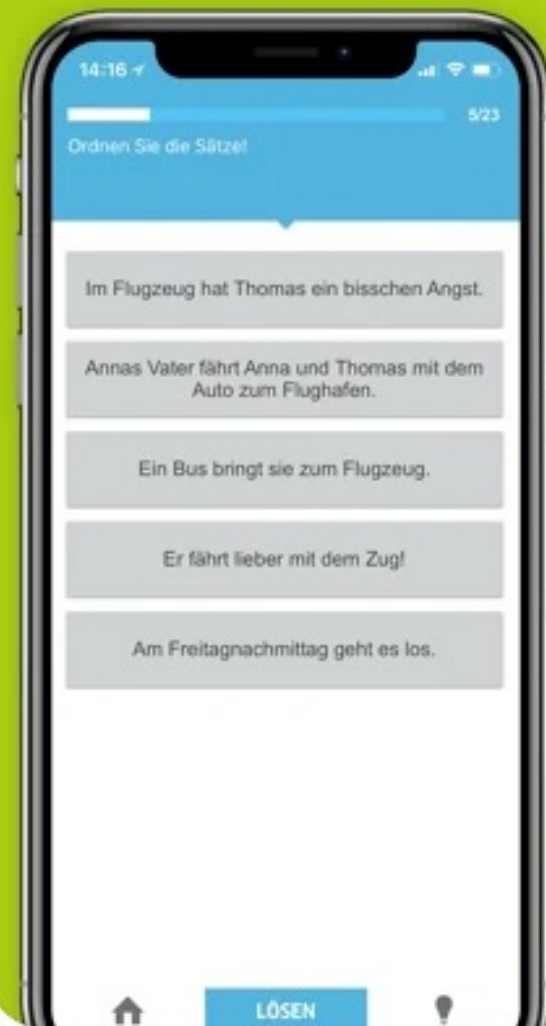 14:16
5/23
Ordnen Sie die Sätze!
Im Flugzeug hat Thomas ein bisschen Angst.
Annas Vater fährt Anna und Thomas mit dem
Auto zum Flughafen.
Ein Bus bringt sie zum Flugzeug.
Er fährt lieber mit dem Zug!
Am Freitagnachmittag geht es los.
LÖSEN